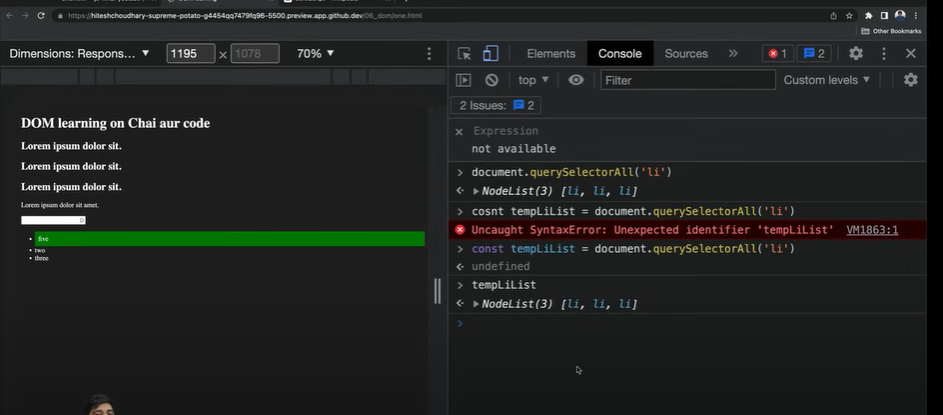 https://hiteshchoudhary-supreme-potato-g4454qq7479fq96-5500.preview.app.github.dev/06_dom/one.html
Other Bookmarks
Dimensions: Respons… 1195 × 1078 70%
Elements Console Sources » 1 2
top Filter Custom levels
2 Issues: 2
Expression
not available
document.querySelectorAll('li')
NodeList(3) [li, li, li]
cosnt tempLiList = document.querySelectorAll('li')
Uncaught SyntaxError: Unexpected identifier 'tempLiList' VM1863:1
const tempLiList = document.querySelectorAll('li')
undefined
tempLiList
NodeList(3) [li, li, li]
DOM learning on Chai aur code
Lorem ipsum dolor sit.
Lorem ipsum dolor sit.
Lorem ipsum dolor sit.
Lorem ipsum dolor sit amet.
five
two
three